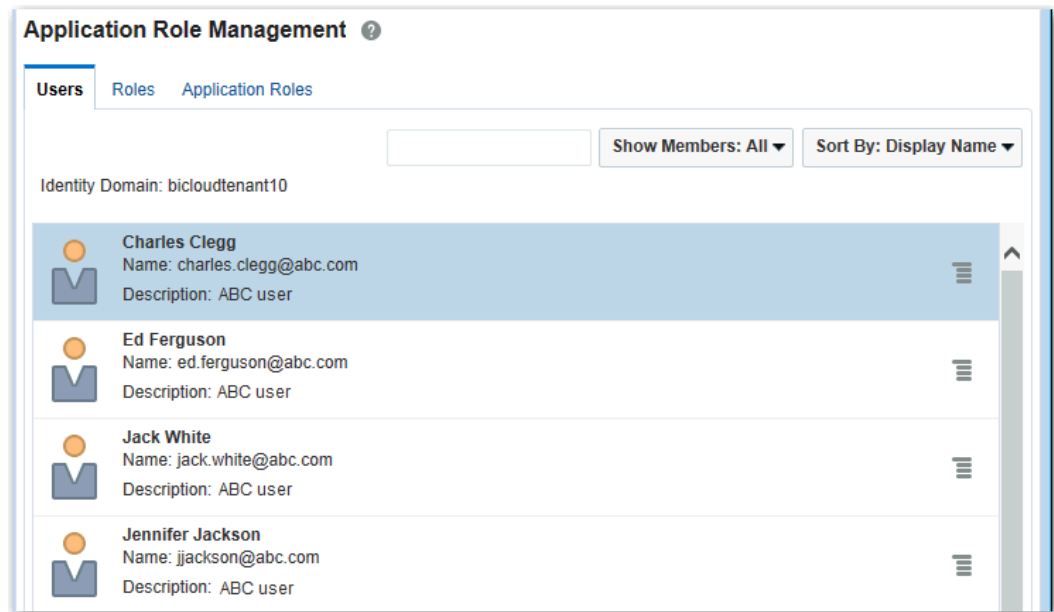 Application Role Management ?
Users Roles Application Roles
Show Members: All Sort By: Display Name
Identity Domain: bicloudtenant10
Charles Clegg
Name: charles.clegg@abc.com
Description: ABC user
Ed Ferguson
Name: ed.ferguson@abc.com
Description: ABC user
Jack White
Name: jack.white@abc.com
Description: ABC user
Jennifer Jackson
Name: jjackson@abc.com
Description: ABC user